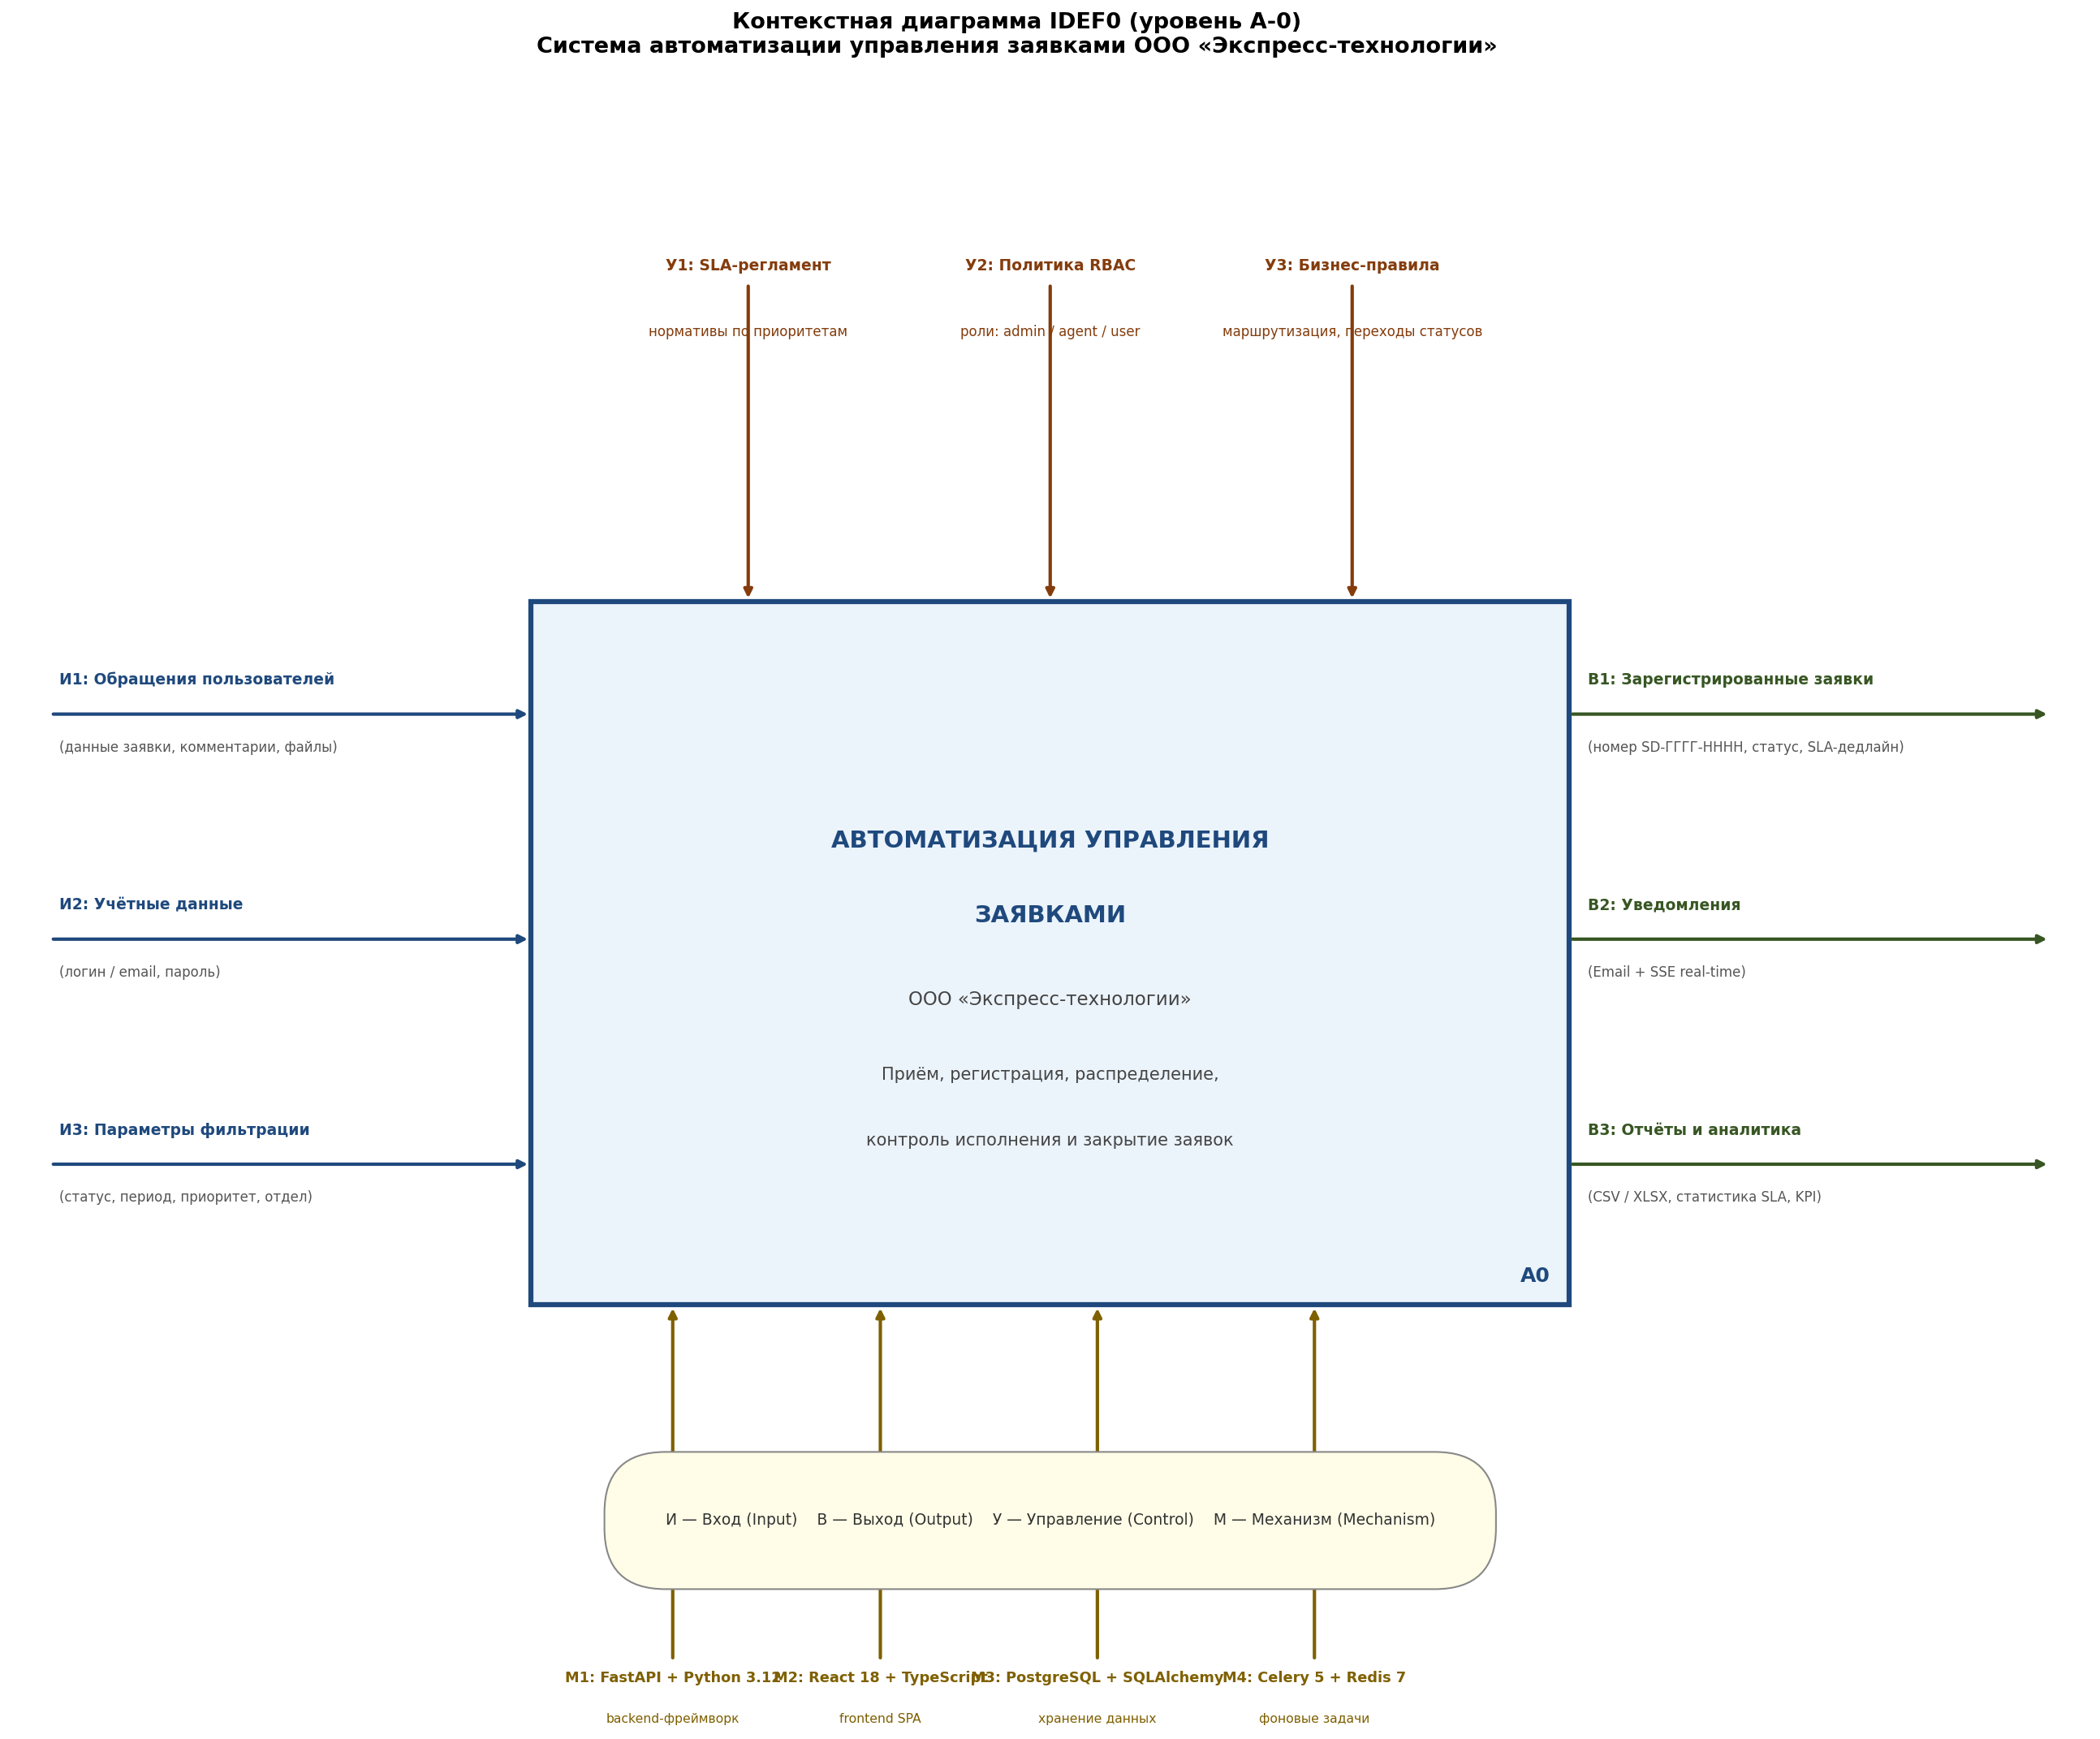 Контекстная диаграмма IDEF0 (уровень А-0)
Система автоматизации управления заявками ООО «Экспресс-технологии»
У1: SLA-регламент
У2: Политика RBAC
У3: Бизнес-правила
нормативы по приоритетам
роли: admin / agent / user
маршрутизация, переходы статусов
И1: Обращения пользователей
(данные заявки, комментарии, файлы)
И2: Учётные данные
(логин / email, пароль)
И3: Параметры фильтрации
(статус, период, приоритет, отдел)
АВТОМАТИЗАЦИЯ УПРАВЛЕНИЯ
ЗАЯВКАМИ
ООО «Экспресс-технологии»
Приём, регистрация, распределение,
контроль исполнения и закрытие заявок
А0
В1: Зарегистрированные заявки
(номер SD-ГГГГ-НННН, статус, SLA-дедлайн)
В2: Уведомления
(Email + SSE real-time)
В3: Отчёты и аналитика
(CSV / XLSX, статистика SLA, KPI)
И — Вход (Input)    В — Выход (Output)    У — Управление (Control)    М — Механизм (Mechanism)
М1: FastAPI + Python 3.12
М2: React 18 + TypeScript
М3: PostgreSQL + SQLAlchemy
М4: Celery 5 + Redis 7
backend-фреймворк
frontend SPA
хранение данных
фоновые задачи